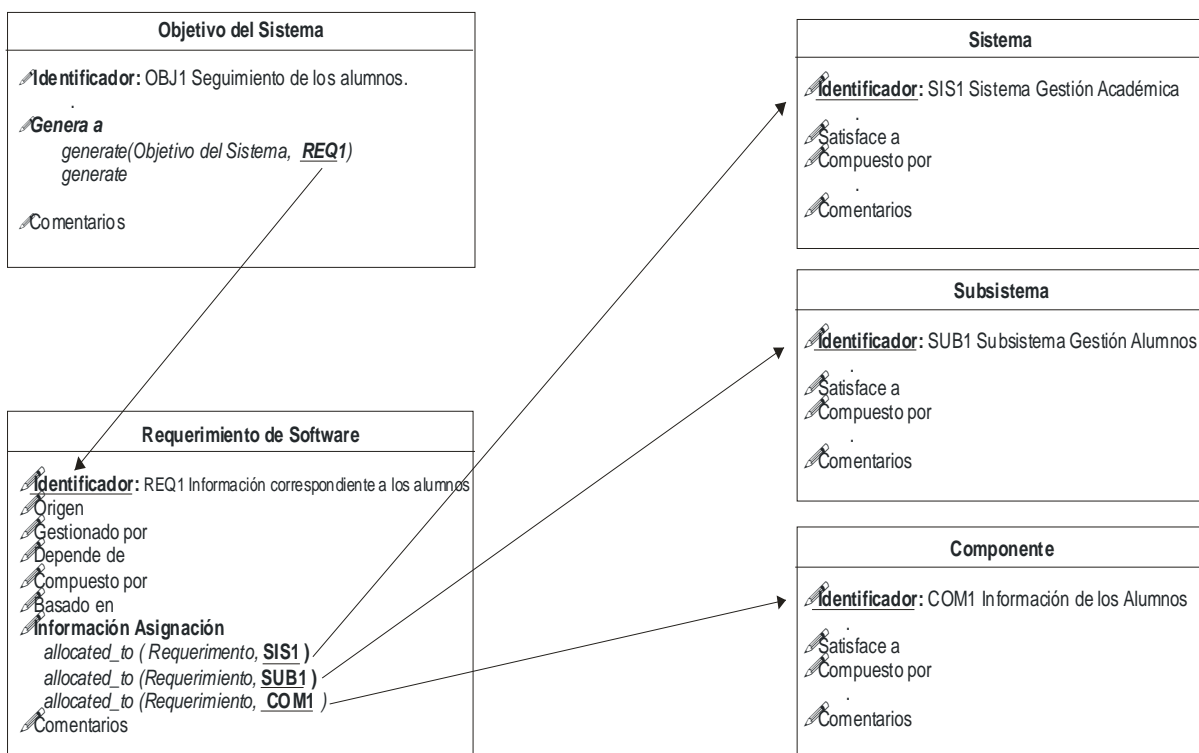 Objetivo del Sistema
Identificador: OBJ1 Seguimiento de los alumnos.
.
Genera a
generate(Objetivo del Sistema, REQ1)
generate
Comentarios
Requerimiento de Software
Identificador: REQ1 Información correspondiente a los alumnos
Origen
Gestionado por
Depende de
Compuesto por
Basado en
Información Asignación
allocated_to ( Requerimento, SIS1 )
allocated_to (Requerimiento, SUB1 )
allocated_to (Requerimiento, COM1 )
Comentarios
Sistema
Identificador: SIS1 Sistema Gestión Académica
.
Satisface a
Compuesto por
.
Comentarios
Subsistema
Identificador: SUB1 Subsistema Gestión Alumnos
.
Satisface a
Compuesto por
.
Comentarios
Componente
Identificador: COM1 Información de los Alumnos
.
Satisface a
Compuesto por
.
Comentarios